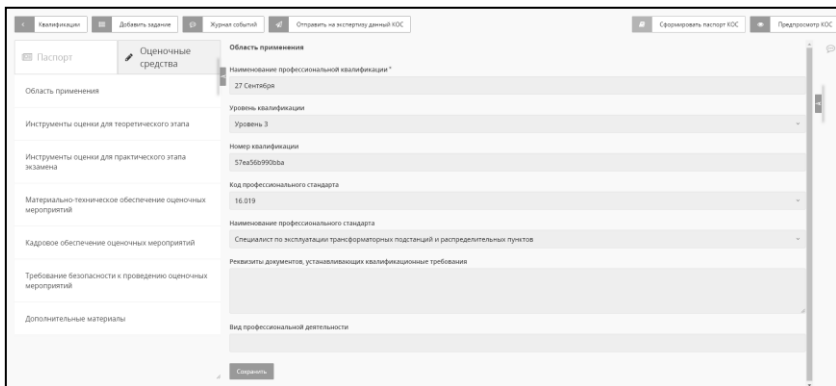 Квалификации
Добавить задание
Журнал событий
Отправить на экспертизу данный КОС
Сформировать паспорт КОС
Предпросмотр КОС
Паспорт
Оценочные
средства
Область применения
Инструменты оценки для теоретического этапа
Инструменты оценки для практического этапа
экзамена
Материально-техническое обеспечение оценочных
мероприятий
Кадровое обеспечение оценочных мероприятий
Требование безопасности к проведению оценочных
мероприятий
Дополнительные материалы
Область применения
Наименование профессиональной квалификации *
27 Сентября
Уровень квалификации
Уровень 3
Номер квалификации
57ea56b990bba
Код профессионального стандарта
16.019
Наименование профессионального стандарта
Специалист по эксплуатации трансформаторных подстанций и распределительных пунктов
Реквизиты документов, устанавливающих квалификационные требования
Вид профессиональной деятельности
Сохранить